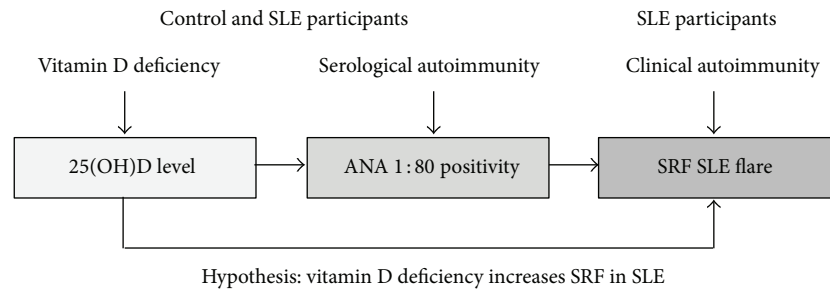 Control and SLE participants
SLE participants
Vitamin D deficiency
Serological autoimmunity
Clinical autoimmunity
25(OH)D level
ANA 1 : 80 positivity
SRF SLE flare
Hypothesis: vitamin D deficiency increases SRF in SLE